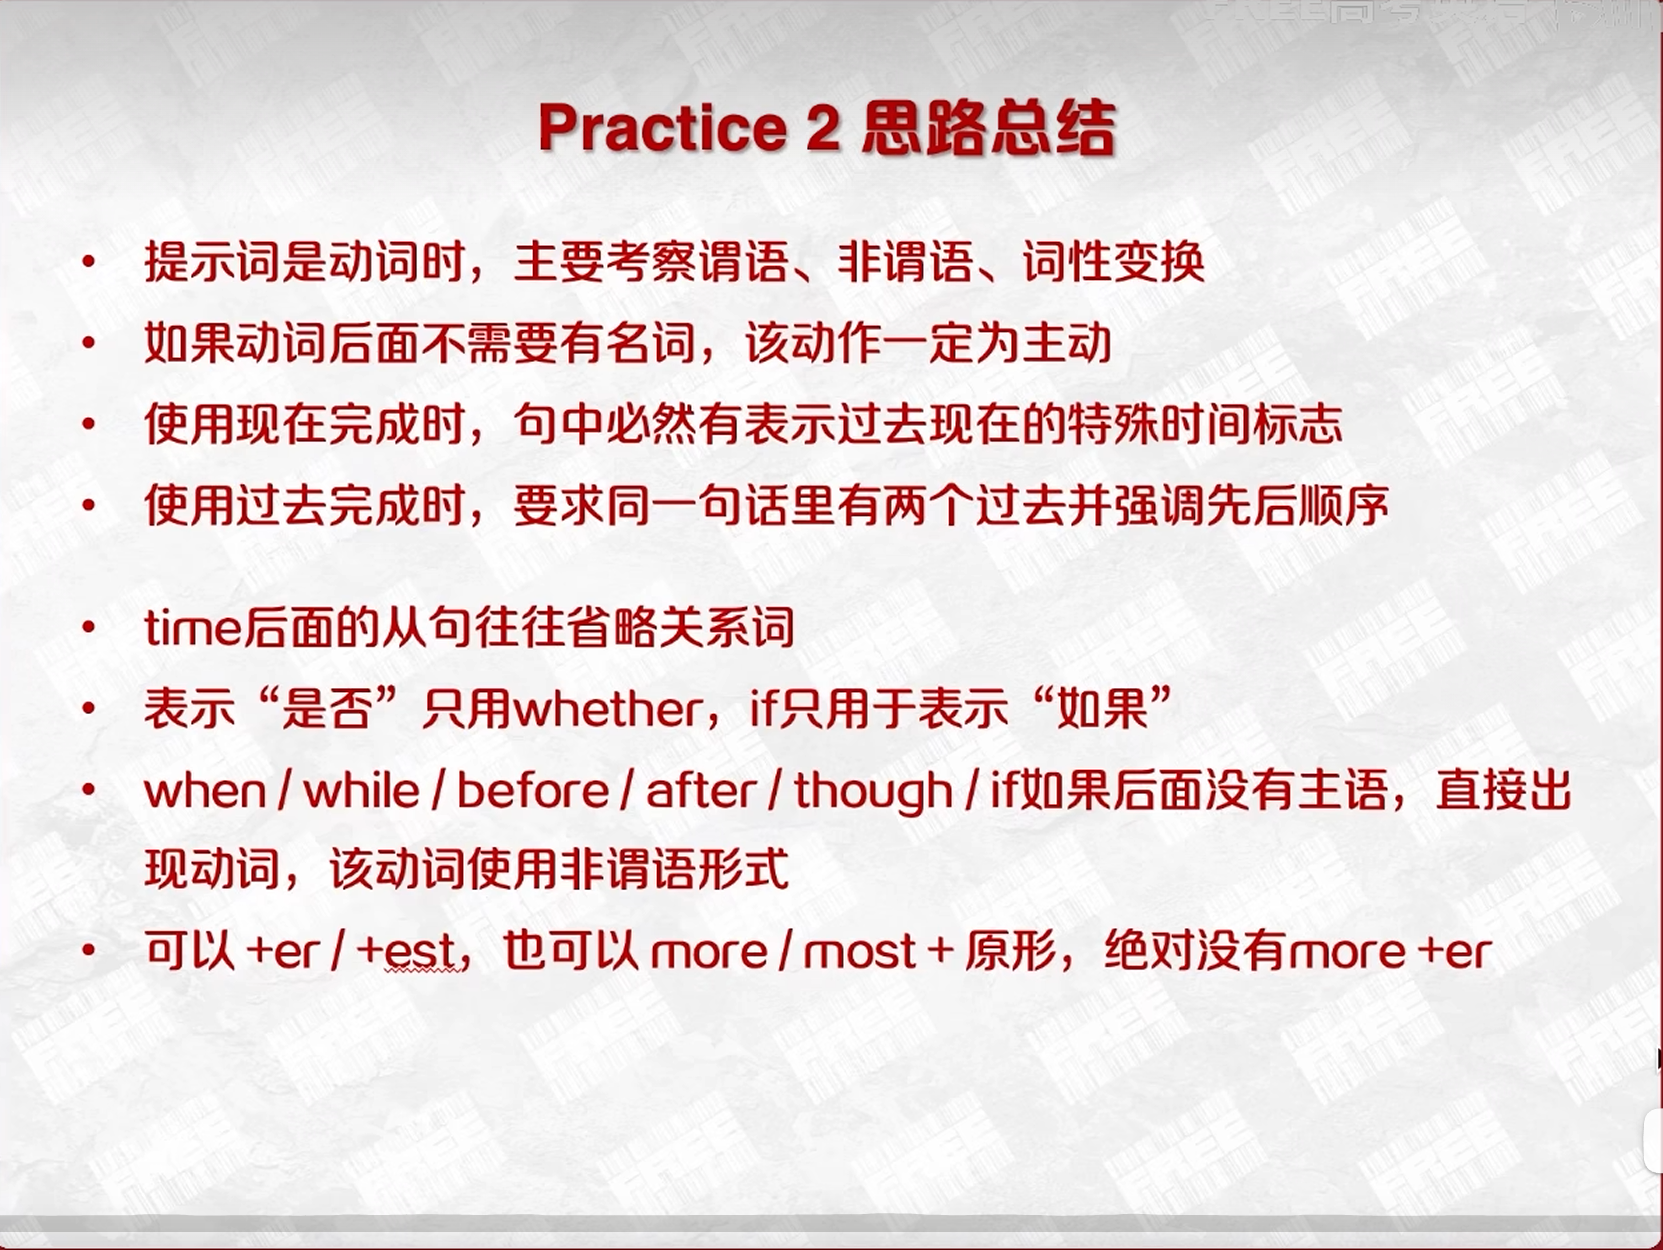 Practice 2 思路总结
• 提示词是动词时，主要考察谓语、非谓语、词性变换
• 如果动词后面不需要有名词，该动作一定为主动
• 使用现在完成时，句中必然有表示过去现在的特殊时间标志
• 使用过去完成时，要求同一句话里有两个过去并强调先后顺序
• time后面的从句往往省略关系词
• 表示“是否”只用whether，if只用于表示“如果”
• when / while / before / after / though / if如果后面没有主语，直接出
现动词，该动词使用非谓语形式
• 可以 +er / +est，也可以 more / most + 原形，绝对没有more +er